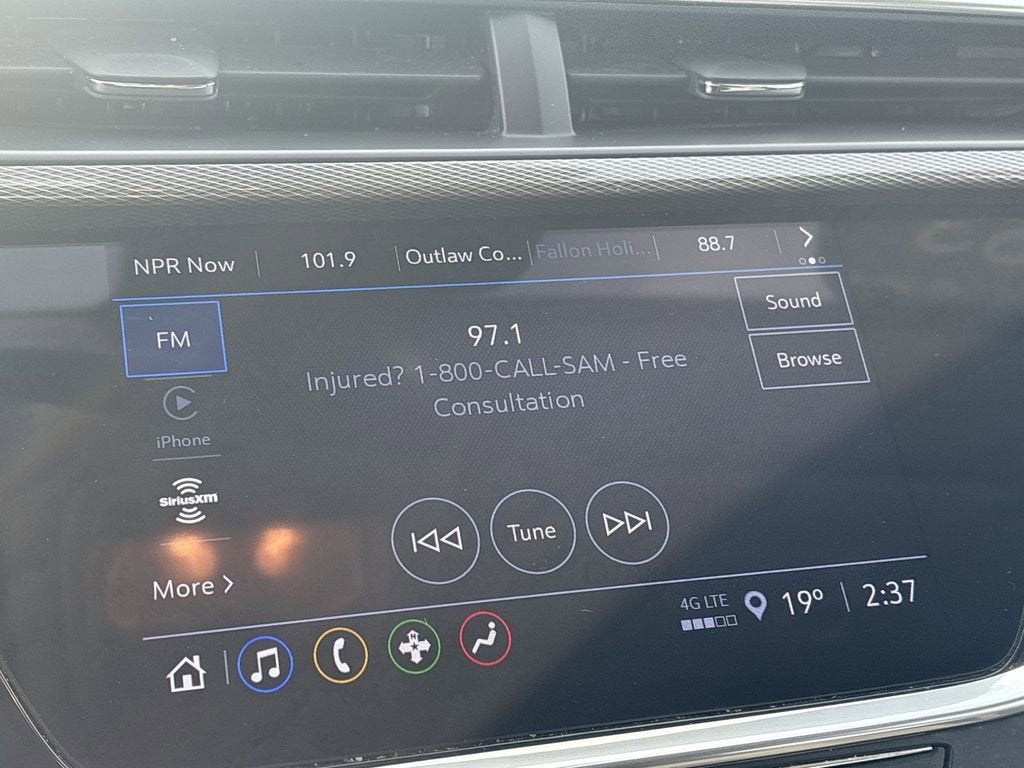 NPR Now 101.9 Outlaw Co... Fallon Holi... 88.7
FM
97.1
Sound
Injured? 1-800-CALL-SAM - Free
Consultation
Browse
iPhone
SiriusXM
Tune
More
4G LTE 19° 2:37